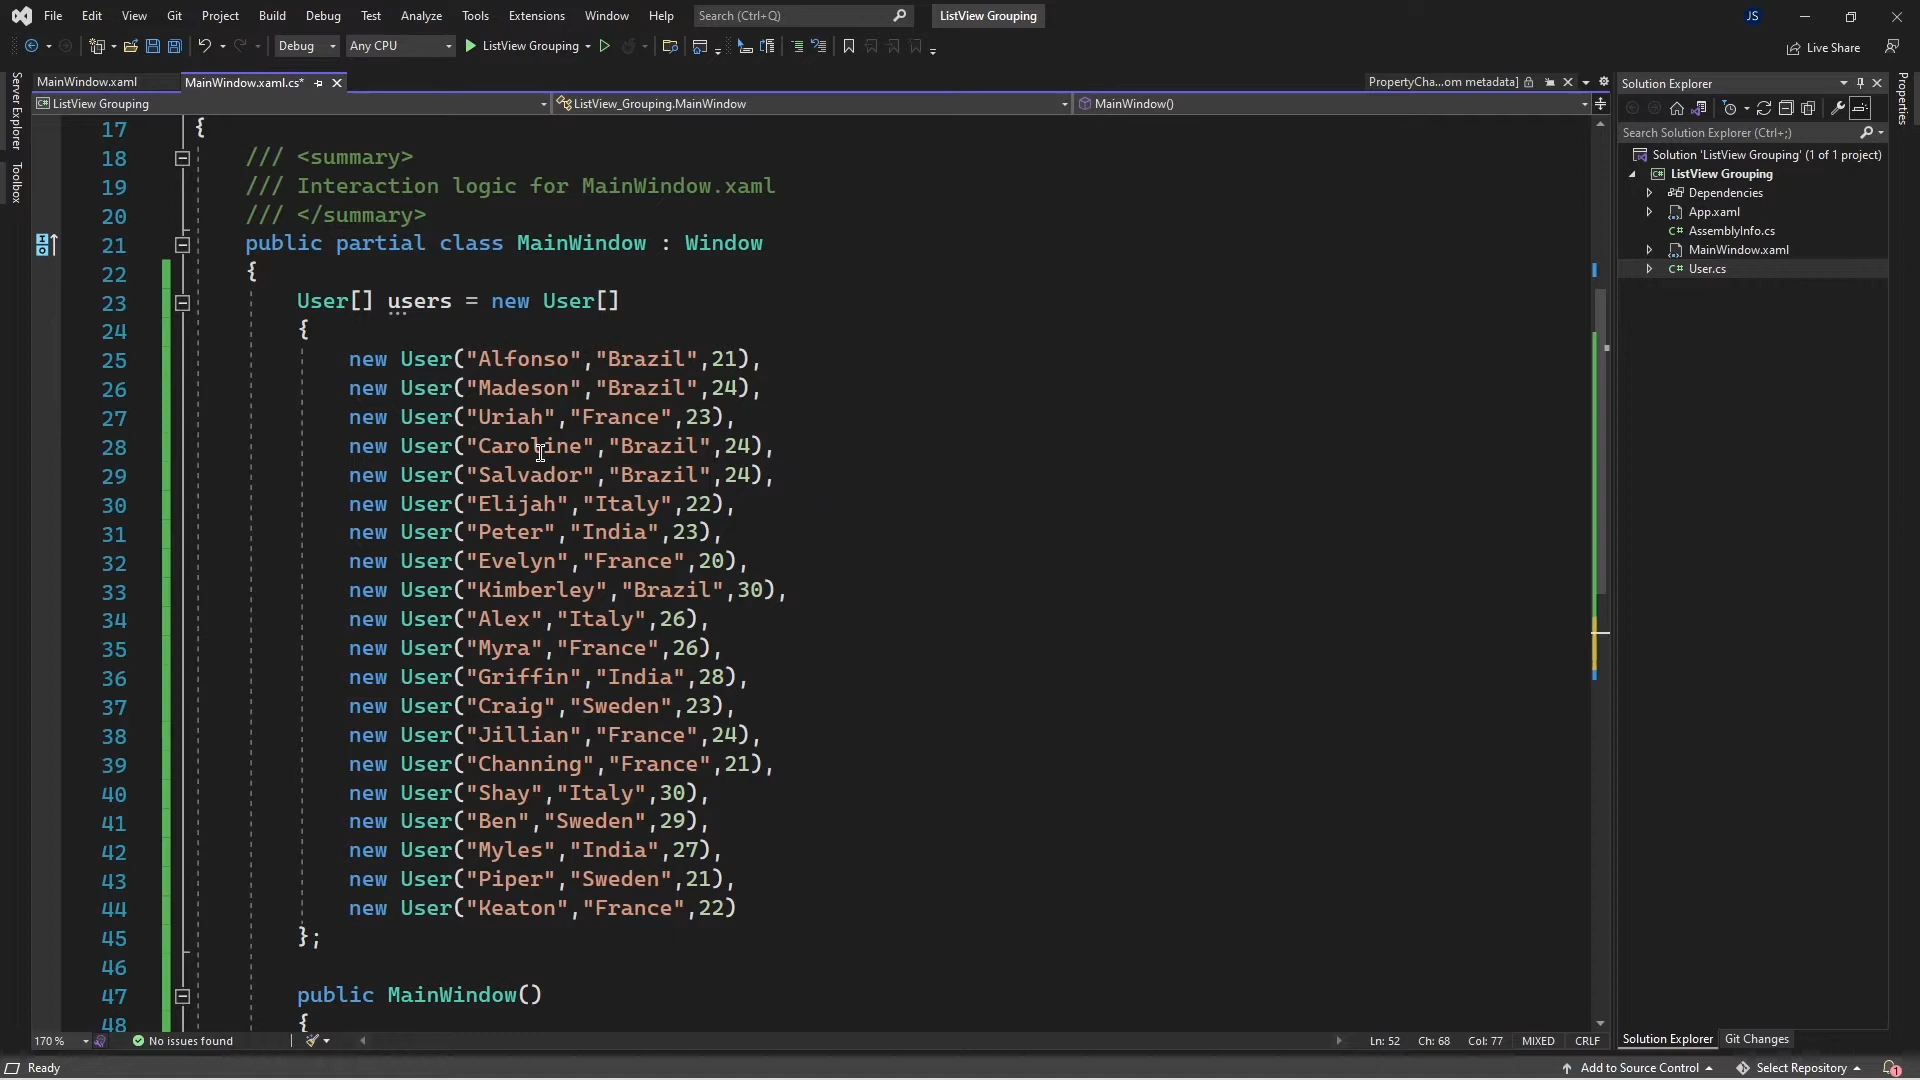 File Edit View Git Project Build Debug Test Analyze Tools Extensions Window Help Search (Ctrl+Q) ListView Grouping JS
Debug Any CPU ListView Grouping Live Share
MainWindow.xaml MainWindow.xaml.cs* PropertyCha...om metadata]
ListView Grouping ListView_Grouping.MainWindow MainWindow()
Server Explorer
Toolbox
17 {
18 /// <summary>
19 /// Interaction logic for MainWindow.xaml
20 /// </summary>
21 public partial class MainWindow : Window
22 {
23 User[] users = new User[]
24 {
25 new User("Alfonso","Brazil",21),
26 new User("Madeson","Brazil",24),
27 new User("Uriah","France",23),
28 new User("Caroline","Brazil",24),
29 new User("Salvador","Brazil",24),
30 new User("Elijah","Italy",22),
31 new User("Peter","India",23),
32 new User("Evelyn","France",20),
33 new User("Kimberley","Brazil",30),
34 new User("Alex","Italy",26),
35 new User("Myra","France",26),
36 new User("Griffin","India",28),
37 new User("Craig","Sweden",23),
38 new User("Jillian","France",24),
39 new User("Channing","France",21),
40 new User("Shay","Italy",30),
41 new User("Ben","Sweden",29),
42 new User("Myles","India",27),
43 new User("Piper","Sweden",21),
44 new User("Keaton","France",22)
45 };
46
47 public MainWindow()
48 {
170 % No issues found Ln: 52 Ch: 68 Col: 77 MIXED CRLF
Solution Explorer
Search Solution Explorer (Ctrl+;)
Solution 'ListView Grouping' (1 of 1 project)
C# ListView Grouping
Dependencies
App.xaml
C# AssemblyInfo.cs
MainWindow.xaml
C# User.cs
Solution Explorer Git Changes
Properties
Ready Add to Source Control Select Repository 1